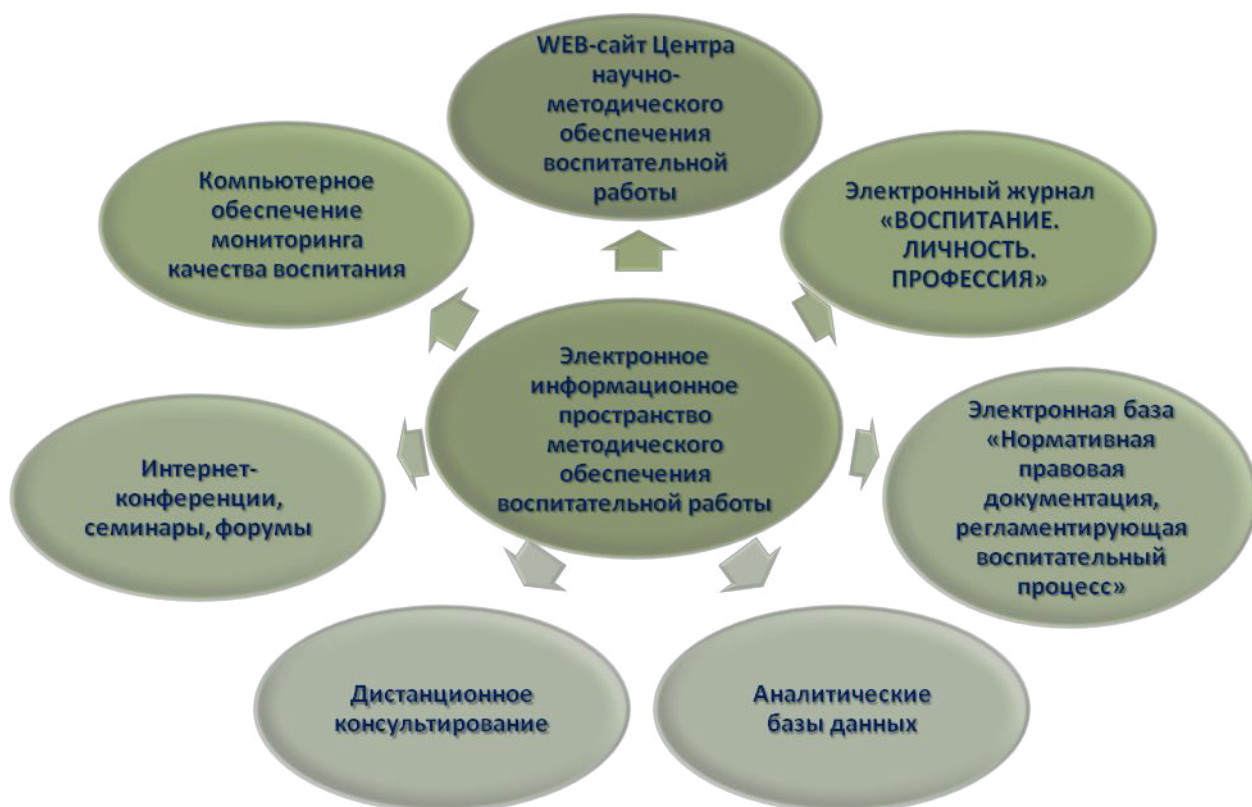 WEB-сайт Центра
научно-
методического
обеспечения
воспитательной
работы
Электронный журнал
«ВОСПИТАНИЕ.
ЛИЧНОСТЬ.
ПРОФЕССИЯ»
Электронная база
«Нормативная
правовая
документация,
регламентирующая
воспитательный
процесс»
Аналитические
базы данных
Дистанционное
консультирование
Интернет-
конференции,
семинары, форумы
Компьютерное
обеспечение
мониторинга
качества воспитания
Электронное
информационное
пространство
методического
обеспечения
воспитательной работы